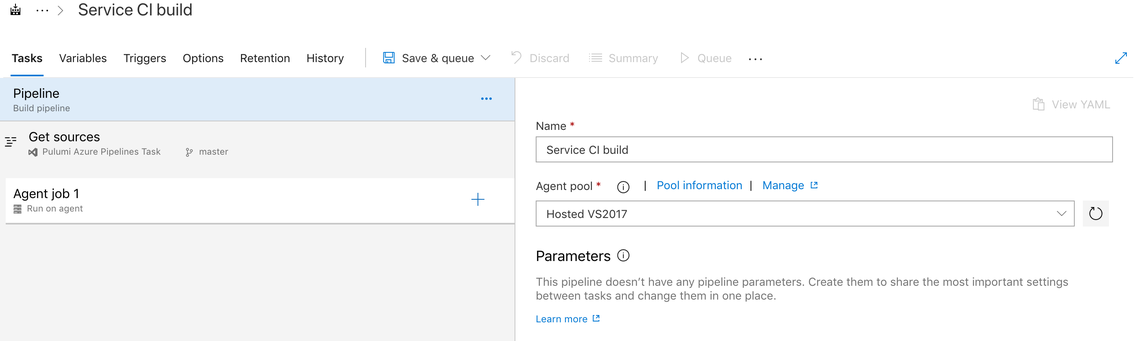 ··· > Service CI build
Tasks Variables Triggers Options Retention History Save & queue Discard Summary Queue ...
Pipeline
Build pipeline
...
Get sources
Pulumi Azure Pipelines Task master
Agent job 1
Run on agent
+
View YAML
Name *
Service CI build
Agent pool * | Pool information | Manage
Hosted VS2017
Parameters
This pipeline doesn't have any pipeline parameters. Create them to share the most important settings
between tasks and change them in one place.
Learn more